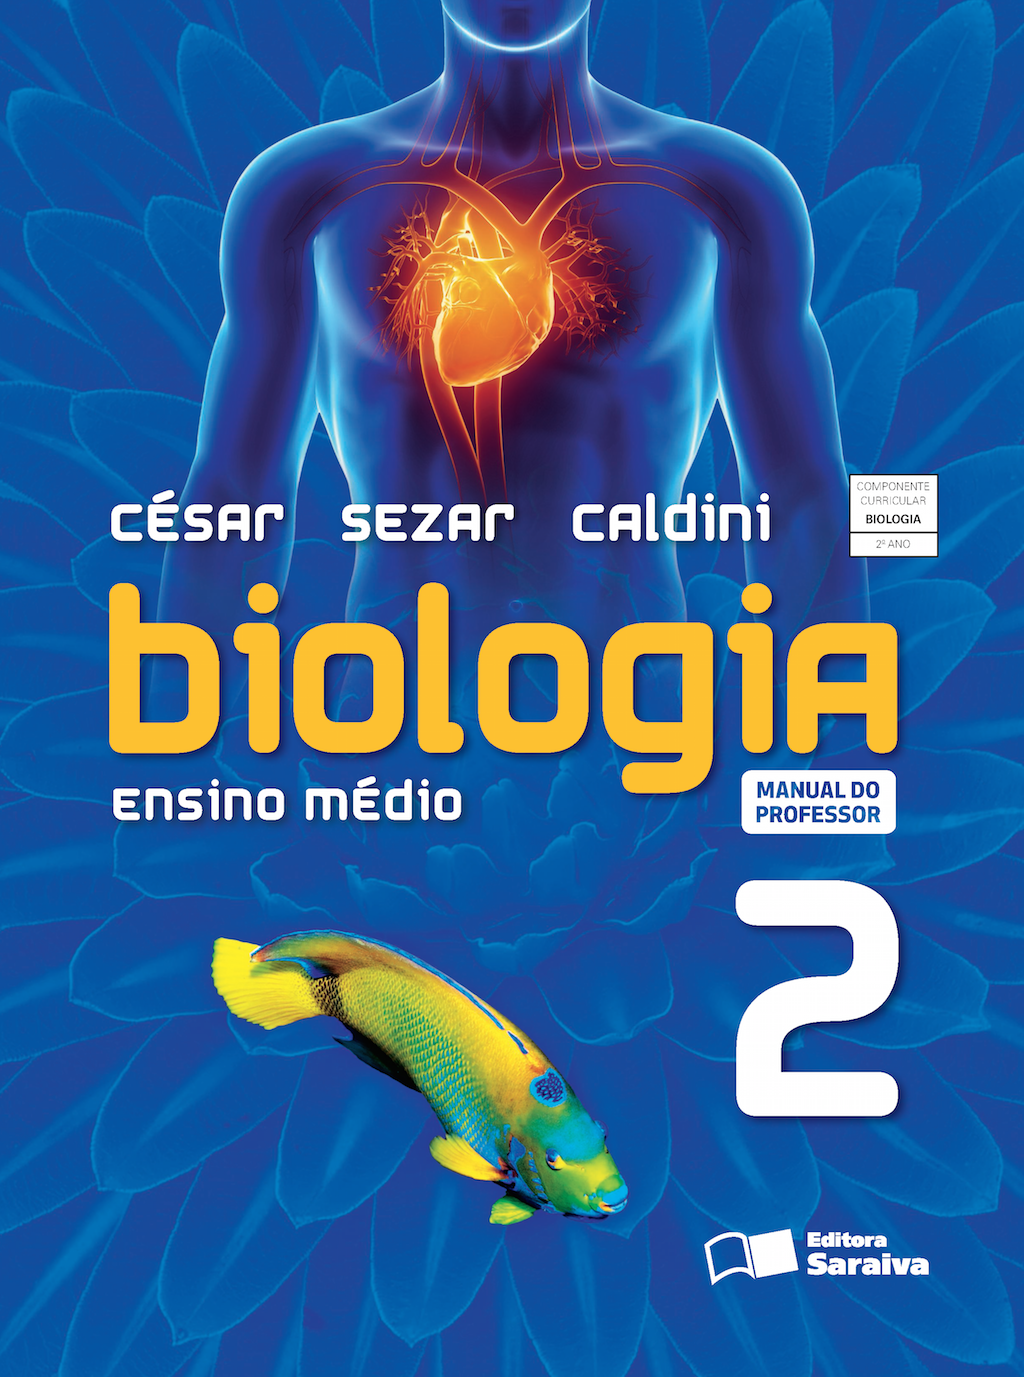 CÉSAR SEZAR CALDINI
COMPONENTE
CURRICULAR
BIOLOGIA
2º ANO
biologia
ensino médio
MANUAL DO
PROFESSOR
2
Editora
Saraiva